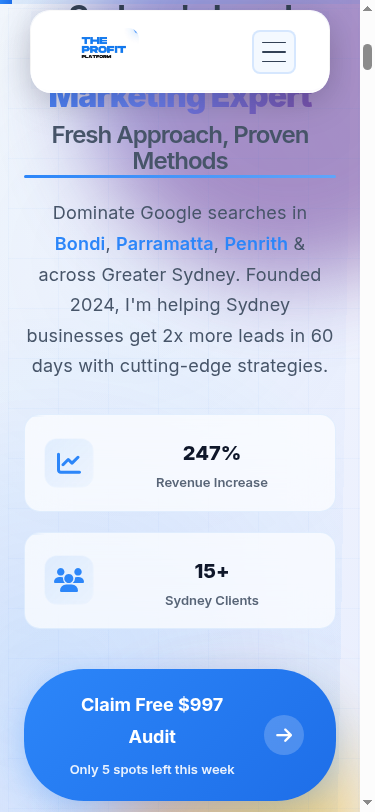 THE
PROFIT
PLATFORM
Marketing Expert
Fresh Approach, Proven
Methods
Dominate Google searches in
Bondi, Parramatta, Penrith &
across Greater Sydney. Founded
2024, I'm helping Sydney
businesses get 2x more leads in 60
days with cutting-edge strategies.
247%
Revenue Increase
15+
Sydney Clients
Claim Free $997
Audit
Only 5 spots left this week